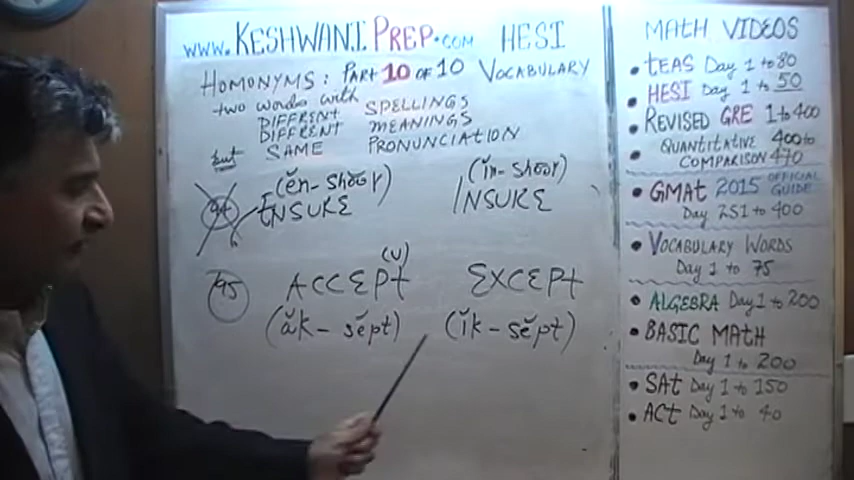 www.KESHWANIPREP.com HESI
HOMONYMS: PART 10 OF 10 VOCABULARY
two words with
DIFFRENT SPELLINGS
DIFFRENT MEANINGS
but SAME PRONUNCIATION
(ĕn-shoor) (ĭn-shoor)
94 ENSURE INSURE
(v)
95 ACCEPT EXCEPT
(ăk-sĕpt) (ĭk-sĕpt)
MATH VIDEOS
• TEAS Day 1 to 80
• HESI Day 1 to 50
• REVISED GRE 1 to 400
• QUANTITATIVE 400 to
COMPARISON 470
• GMAT 2015 OFFICIAL GUIDE
Day 251 to 400
• VOCABULARY WORDS
Day 1 to 75
• ALGEBRA Day 1 to 200
• BASIC MATH
Day 1 to 200
• SAT Day 1 to 150
• ACT Day 1 to 40